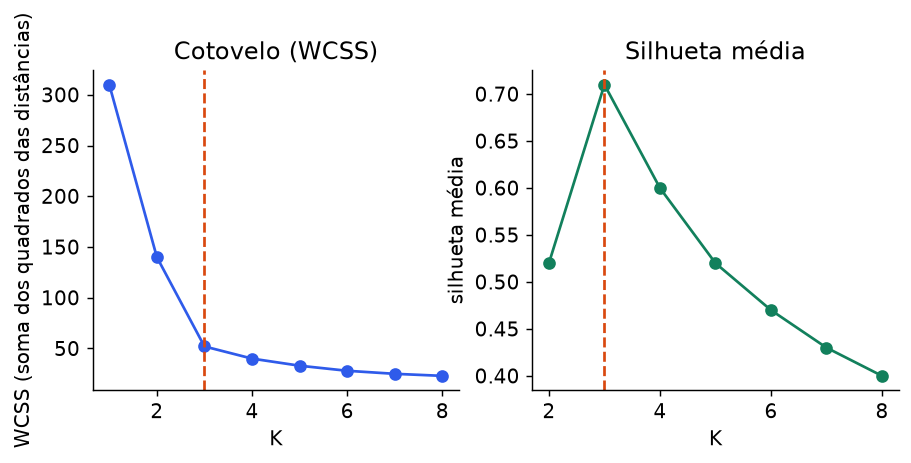 Cotovelo (WCSS)
WCSS (soma dos quadrados das distâncias)
300
250
200
150
100
50
2 4 6 8
K
Silhueta média
silhueta média
0.70
0.65
0.60
0.55
0.50
0.45
0.40
2 4 6 8
K